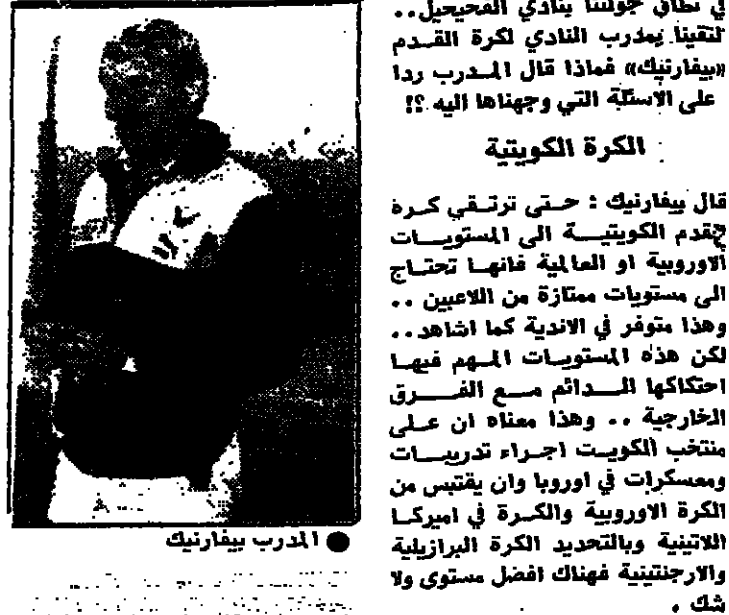 في نطاق جولتنا بنادي الفحيحيل..
لتقينا بمدرب النادي لكرة القدم
«بيفارنيك» فماذا قال المدرب ردا
على الاسئلة التي وجهناها اليه ؟!
الكرة الكويتية
قال بيفارنيك : حتى ترتقي كرة
القدم الكويتية الى المستويات
الاوروبية او العالمية فانها تحتاج
الى مستويات ممتازة من اللاعبين ..
وهذا متوفر في الاندية كما اشاهد..
لكن هذه المستويات المهم فيها
احتكاكها الدائم مع الفرق
الخارجية .. وهذا معناه ان على
منتخب الكويت اجراء تدريبات
ومعسكرات في اوروبا وان يقتبس من
الكرة الاوروبية والكرة في اميركا
اللاتينية وبالتحديد الكرة البرازيلية
والارجنتينية فهناك افضل مستوى ولا
شك .
● المدرب بيفارنيك